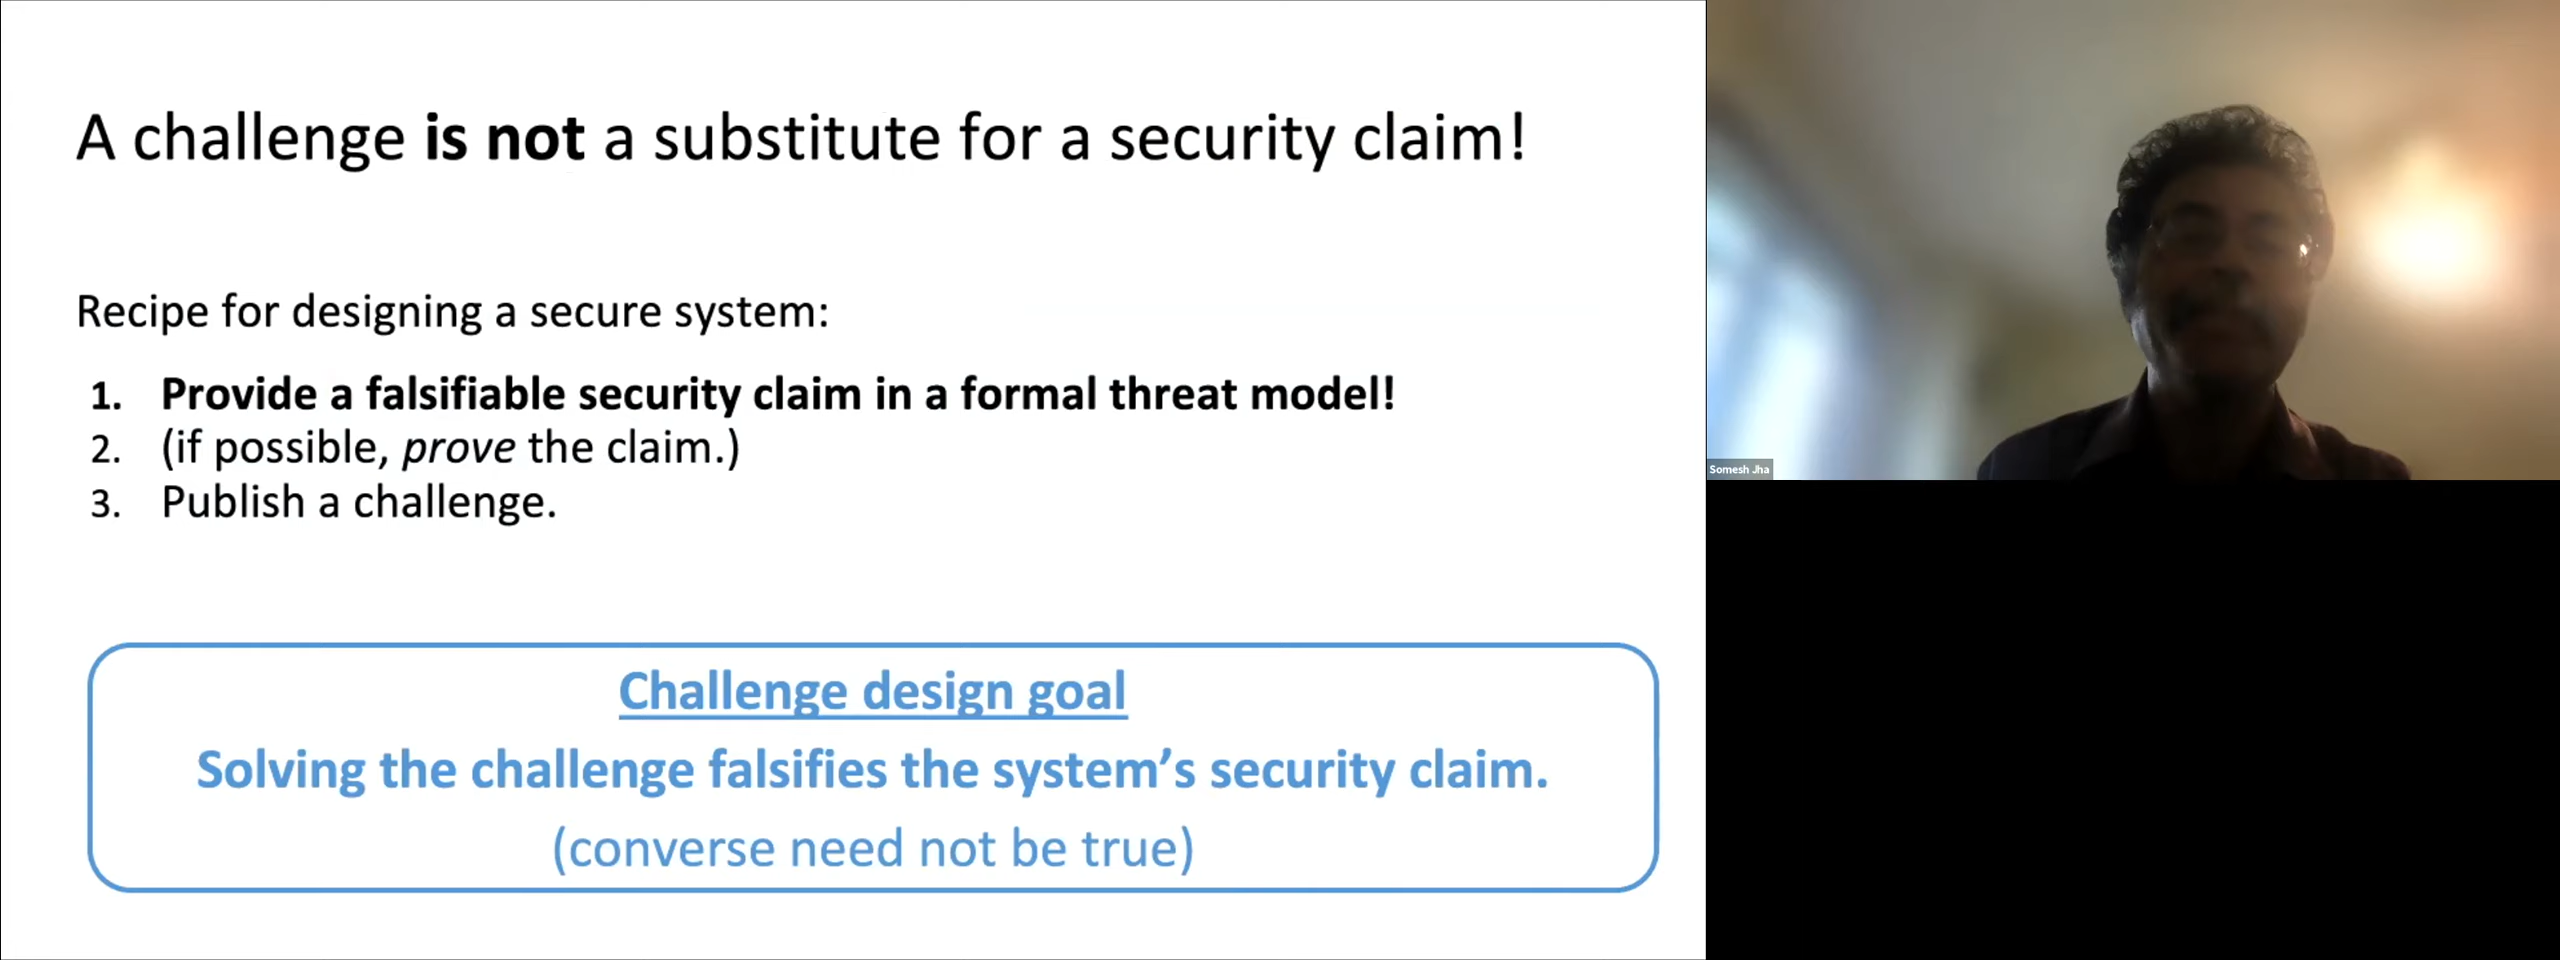 A challenge is not a substitute for a security claim!
Recipe for designing a secure system:
1. Provide a falsifiable security claim in a formal threat model!
2. (if possible, prove the claim.)
3. Publish a challenge.
Challenge design goal
Solving the challenge falsifies the system’s security claim.
(converse need not be true)
Somesh Jha